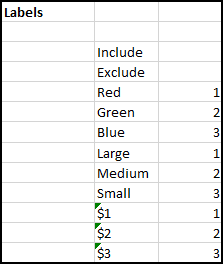 Labels
Include
Exclude
Red 1
Green 2
Blue 3
Large 1
Medium 2
Small 3
$1 1
$2 2
$3 3